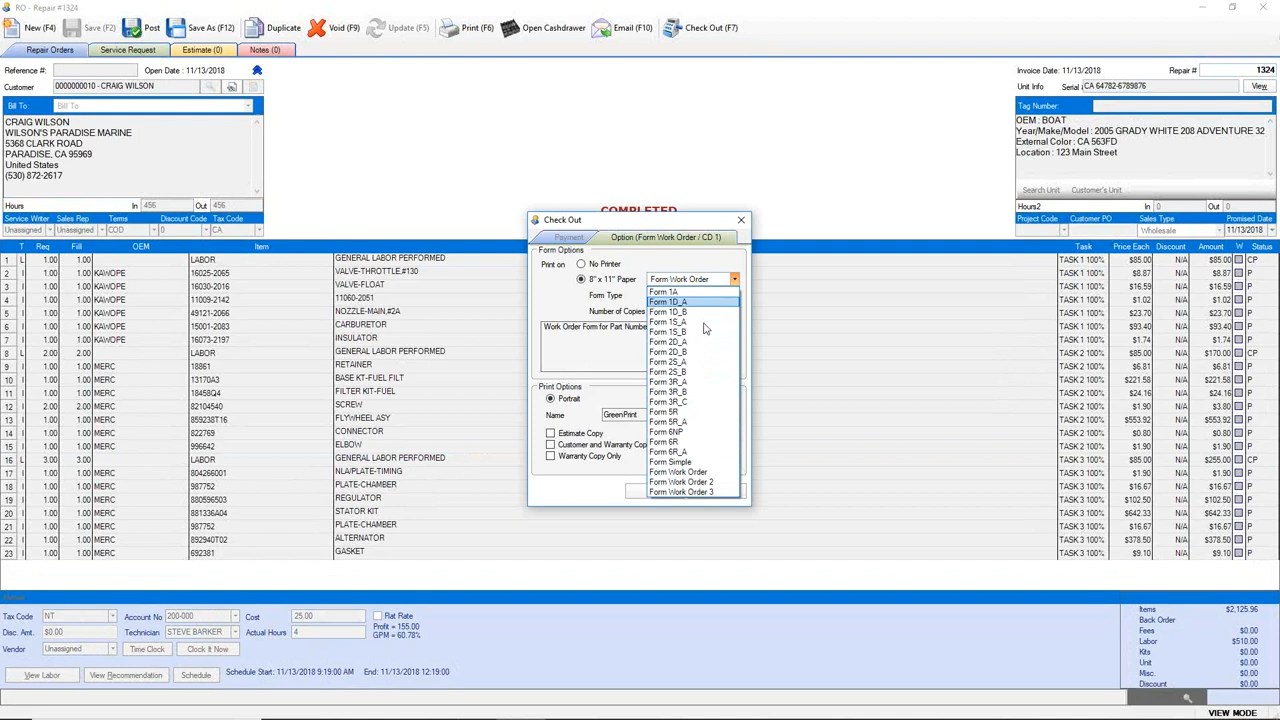 RO - Repair #1324
New (F4) Save (F2) Post Save As (F12) Duplicate Void (F9) Update (F5) Print (F6) Open Cashdrawer Email (F10) Check Out (F7)
Repair Orders Service Request Estimate (0) Notes (0)
Reference #: Open Date : 11/13/2018
Customer 0000000010 - CRAIG WILSON
Bill To: Bill To
CRAIG WILSON
WILSON'S PARADISE MARINE
5368 CLARK ROAD
PARADISE, CA 95969
United States
(530) 872-2617
Hours In 456 Out 456
Service Writer Sales Rep Terms Discount Code Tax Code
Unassigned Unassigned COD 0 CA
Invoice Date: 11/13/2018 Repair # 1324
Unit Info Serial CA 64782-6789876 View
Tag Number:
OEM : BOAT
Year/Make/Model : 2005 GRADY WHITE 208 ADVENTURE 32
External Color : CA 563FD
Location : 123 Main Street
Search Unit Customer's Unit
Hours2 In 0 Out 0
Project Code Customer PO Sales Type Promised Date
Wholesale 11/13/2018
COMPLETED
T Req Fill OEM Item Task Price Each Discount Amount W S
1 L 1.00 1.00 LABOR GENERAL LABOR PERFORMED TASK 1 100% $85.00 N/A $85.00 CP
2 I 1.00 1.00 KAWOPE 16025-2065 VALVE-THROTTLE,#130 TASK 1 100% $8.87 N/A $8.87 P
3 I 1.00 1.00 KAWOPE 16030-2007 VALVE-FLOAT TASK 1 100% $16.59 N/A $16.59 P
4 I 1.00 1.00 KAWOPE 11009-2142 11060-2051 TASK 1 100% $1.02 N/A $1.02 P
5 I 1.00 1.00 KAWOPE 49121-2066 NOZZLE-MAIN,#2A TASK 1 100% $33.40 N/A $33.40 P
6 I 1.00 1.00 KAWOPE 15001-2083 CARBURETOR TASK 1 100% $93.70 N/A $93.70 P
7 I 1.00 1.00 KAWOPE 16073-2197 INSULATOR TASK 1 100% $4.30 N/A $4.30 P
8 L 2.00 2.00 LABOR GENERAL LABOR PERFORMED TASK 2 100% $85.00 N/A $170.00 CP
9 I 1.00 1.00 MERC 18861 RETAINER TASK 2 100% $6.81 N/A $6.81 P
10 I 1.00 1.00 MERC 13170A3 BASE KT-FUEL FILT TASK 2 100% $221.58 N/A $221.58 P
11 I 1.00 1.00 MERC 18458Q4 FILTER KIT-FUEL TASK 2 100% $24.16 N/A $24.16 P
12 I 2.00 2.00 MERC 82104540 SCREW TASK 2 100% $1.90 N/A $3.80 P
13 I 1.00 1.00 MERC 859238T16 FLYWHEEL ASY TASK 2 100% $553.92 N/A $553.92 P
14 I 1.00 1.00 MERC 822769 CONNECTOR TASK 2 100% $6.91 N/A $6.91 P
15 I 1.00 1.00 MERC 996642 ELBOW TASK 2 100% $9.20 N/A $9.20 P
16 L 3.00 3.00 LABOR GENERAL LABOR PERFORMED TASK 3 100% $85.00 N/A $255.00 CP
17 I 1.00 1.00 MERC 804266001 NLA/PLATE-TIMING TASK 3 100% N/A P
18 I 1.00 1.00 MERC 987752 PLATE-CHAMBER TASK 3 100% $16.67 N/A $16.67 P
19 I 1.00 1.00 MERC 880596503 REGULATOR TASK 3 100% $102.50 N/A $102.50 P
20 I 1.00 1.00 MERC 881336A04 STATOR KIT TASK 3 100% $642.33 N/A $642.33 P
21 I 1.00 1.00 MERC 987752 PLATE-CHAMBER TASK 3 100% $16.67 N/A $16.67 P
22 I 1.00 1.00 MERC 892940T02 ALTERNATOR TASK 3 100% $378.50 N/A $378.50 P
23 I 1.00 1.00 MERC 692381 GASKET TASK 3 100% $9.10 N/A $9.10 P
Check Out
Payment Option (Form Work Order / CD 1)
Form Options
Print on No Printer
8" x 11" Paper Form Work Order
Form Type
Number of Copies
Work Order Form for Part Numbe
Form 1A
Form 1D_A
Form 1D_B
Form 1S_A
Form 1S_B
Form 2D_A
Form 2D_B
Form 2S_A
Form 2S_B
Form 3R_A
Form 3R_B
Form 3R_C
Form 5R
Form 5R_A
Form 6NP
Form 6R
Form 6R_A
Form Simple
Form Work Order
Form Work Order 2
Form Work Order 3
Print Options
Portrait
Name GreenPrint
Estimate Copy
Customer and Warranty Cop
Warranty Copy Only
Tax Code NT Account No 200-000 Cost 25.00 Flat Rate
Disc. Amt. $0.00 Technician STEVE BARKER Actual Hours 4 Profit = 155.00
GPM = 60.78%
Vendor Unassigned Time Clock Clock It Now
View Labor View Recommendation Schedule Schedule Start: 11/13/2018 9:19:00 AM End: 11/13/2018 12:19:00
Items $2,125.96
Back Order
Fees $0.00
Labor $510.00
Kits $0.00
Unit $0.00
Misc. $0.00
Discount $0.00
VIEW MODE